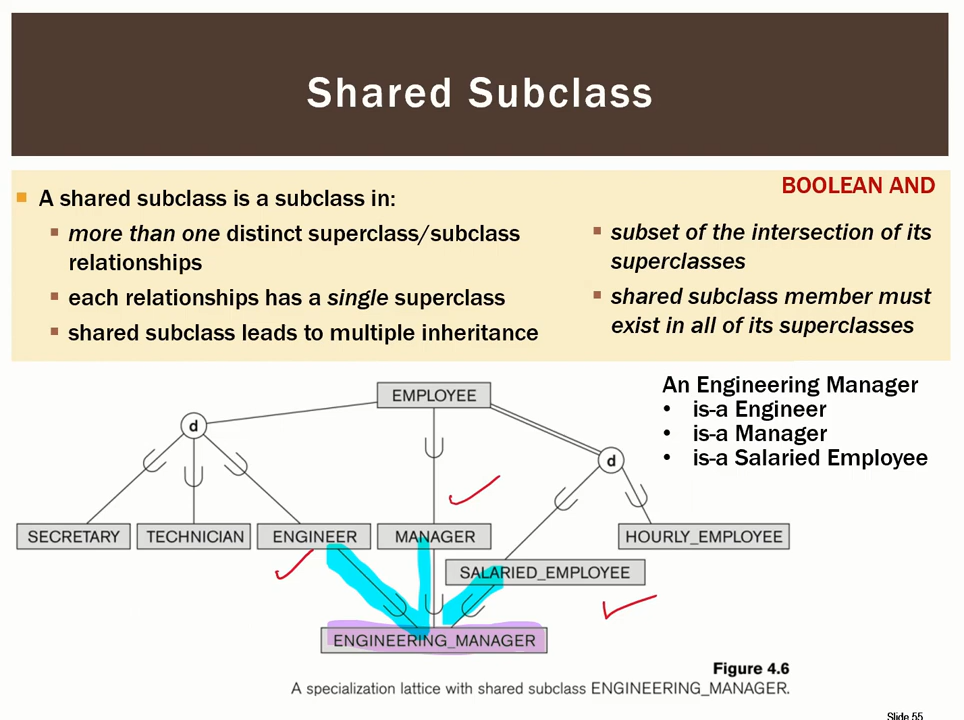 Shared Subclass
BOOLEAN AND
A shared subclass is a subclass in:
more than one distinct superclass/subclass
relationships
each relationships has a single superclass
shared subclass leads to multiple inheritance
subset of the intersection of its
superclasses
shared subclass member must
exist in all of its superclasses
An Engineering Manager
• is-a Engineer
• is-a Manager
• is-a Salaried Employee
EMPLOYEE
d
d
SECRETARY
TECHNICIAN
ENGINEER
MANAGER
HOURLY_EMPLOYEE
SALARIED_EMPLOYEE
ENGINEERING_MANAGER
Figure 4.6
A specialization lattice with shared subclass ENGINEERING_MANAGER.
Slide 55